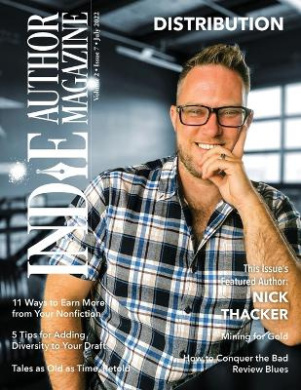 DISTRIBUTION
INDIE AUTHOR
MAGAZINE
Volume 2 • Issue 7 • July 2022
This Issue's
Featured Author:
NICK
THACKER
11 Ways to Earn More
from Your Nonfiction
5 Tips for Adding
Diversity to Your Draft
Tales as Old as Time, Retold
Mining for Gold
How to Conquer the Bad
Review Blues